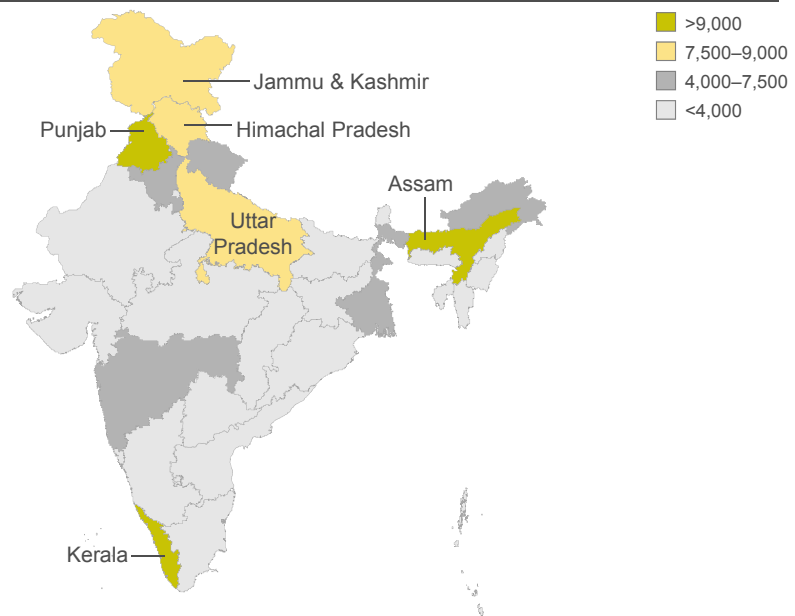 >9,000
7,500–9,000
4,000–7,500
<4,000
Jammu & Kashmir
Punjab
Himachal Pradesh
Assam
Uttar
Pradesh
Kerala